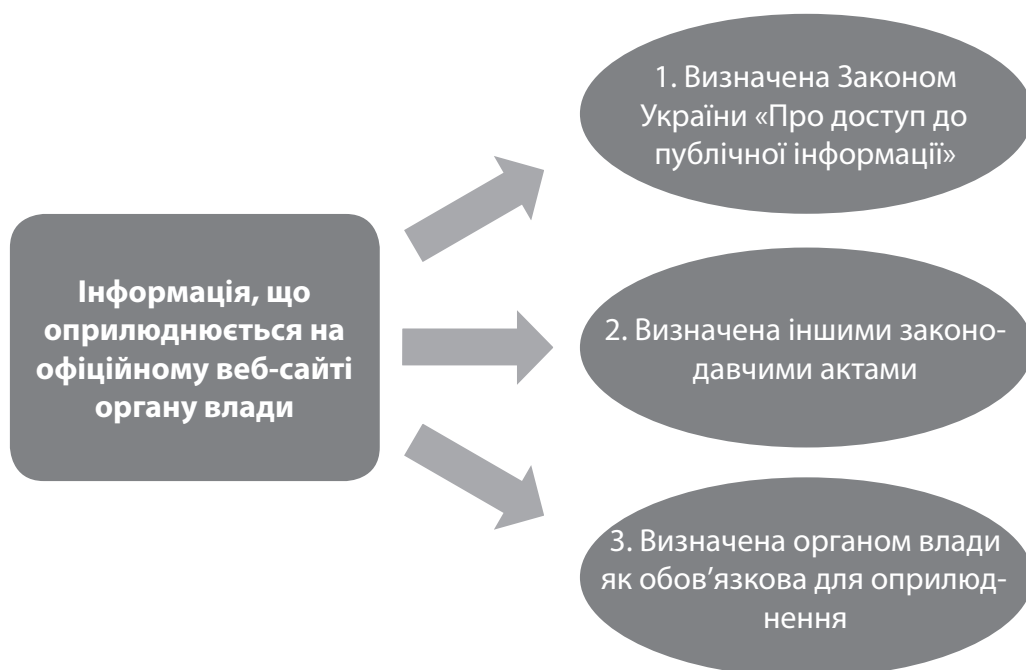 Інформація, що
оприлюднюється на
офіційному веб-сайті
органу влади
1. Визначена Законом
України «Про доступ до
публічної інформації»
2. Визначена іншими законо-
давчими актами
3. Визначена органом влади
як обов’язкова для оприлюд-
нення